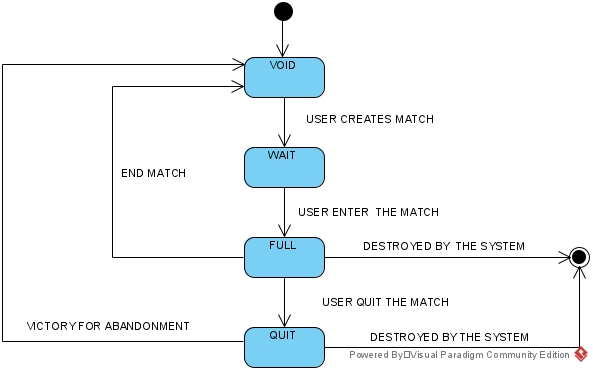 VOID
USER CREATES MATCH
WAIT
END MATCH
USER ENTER THE MATCH
FULL
DESTROYED BY THE SYSTEM
USER QUIT THE MATCH
VICTORY FOR ABANDONMENT
QUIT
DESTROYED BY THE SYSTEM
Powered By□Visual Paradigm Community Edition